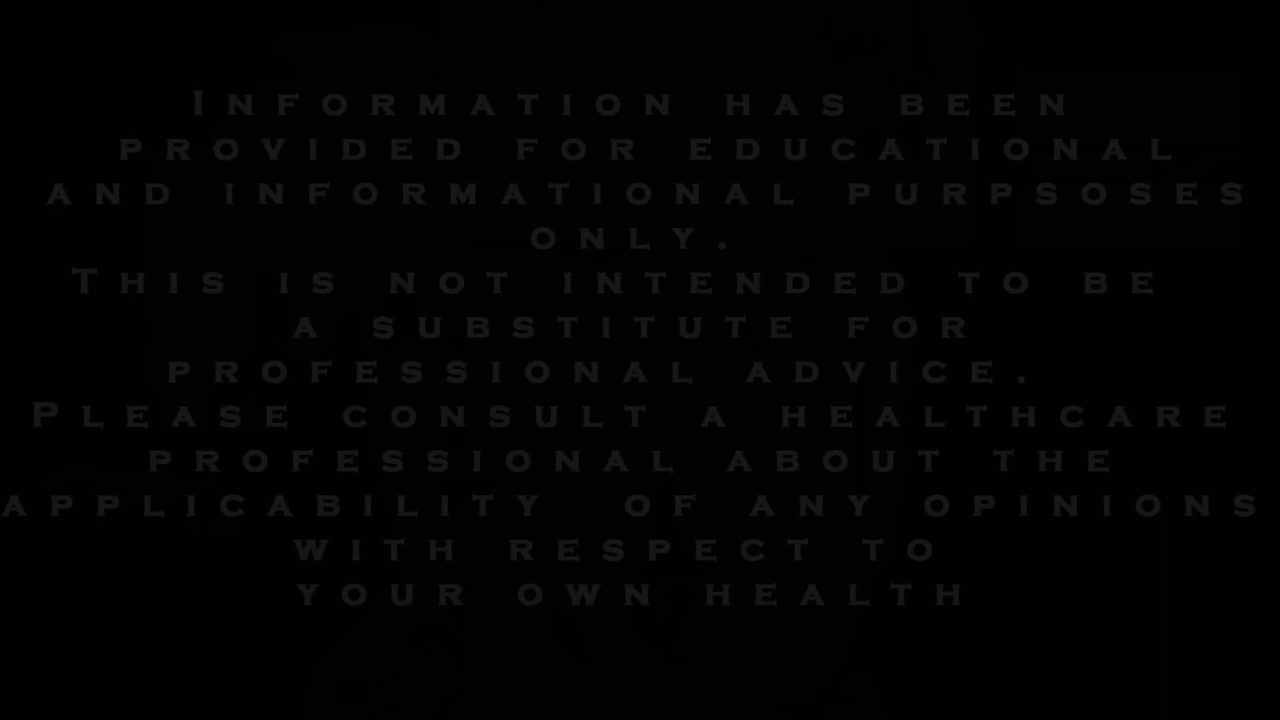 Information has been
provided for educational
and informational purpsoses
only.
This is not intended to be
a substitute for
professional advice.
Please consult a healthcare
professional about the
applicability of any opinions
with respect to
your own health